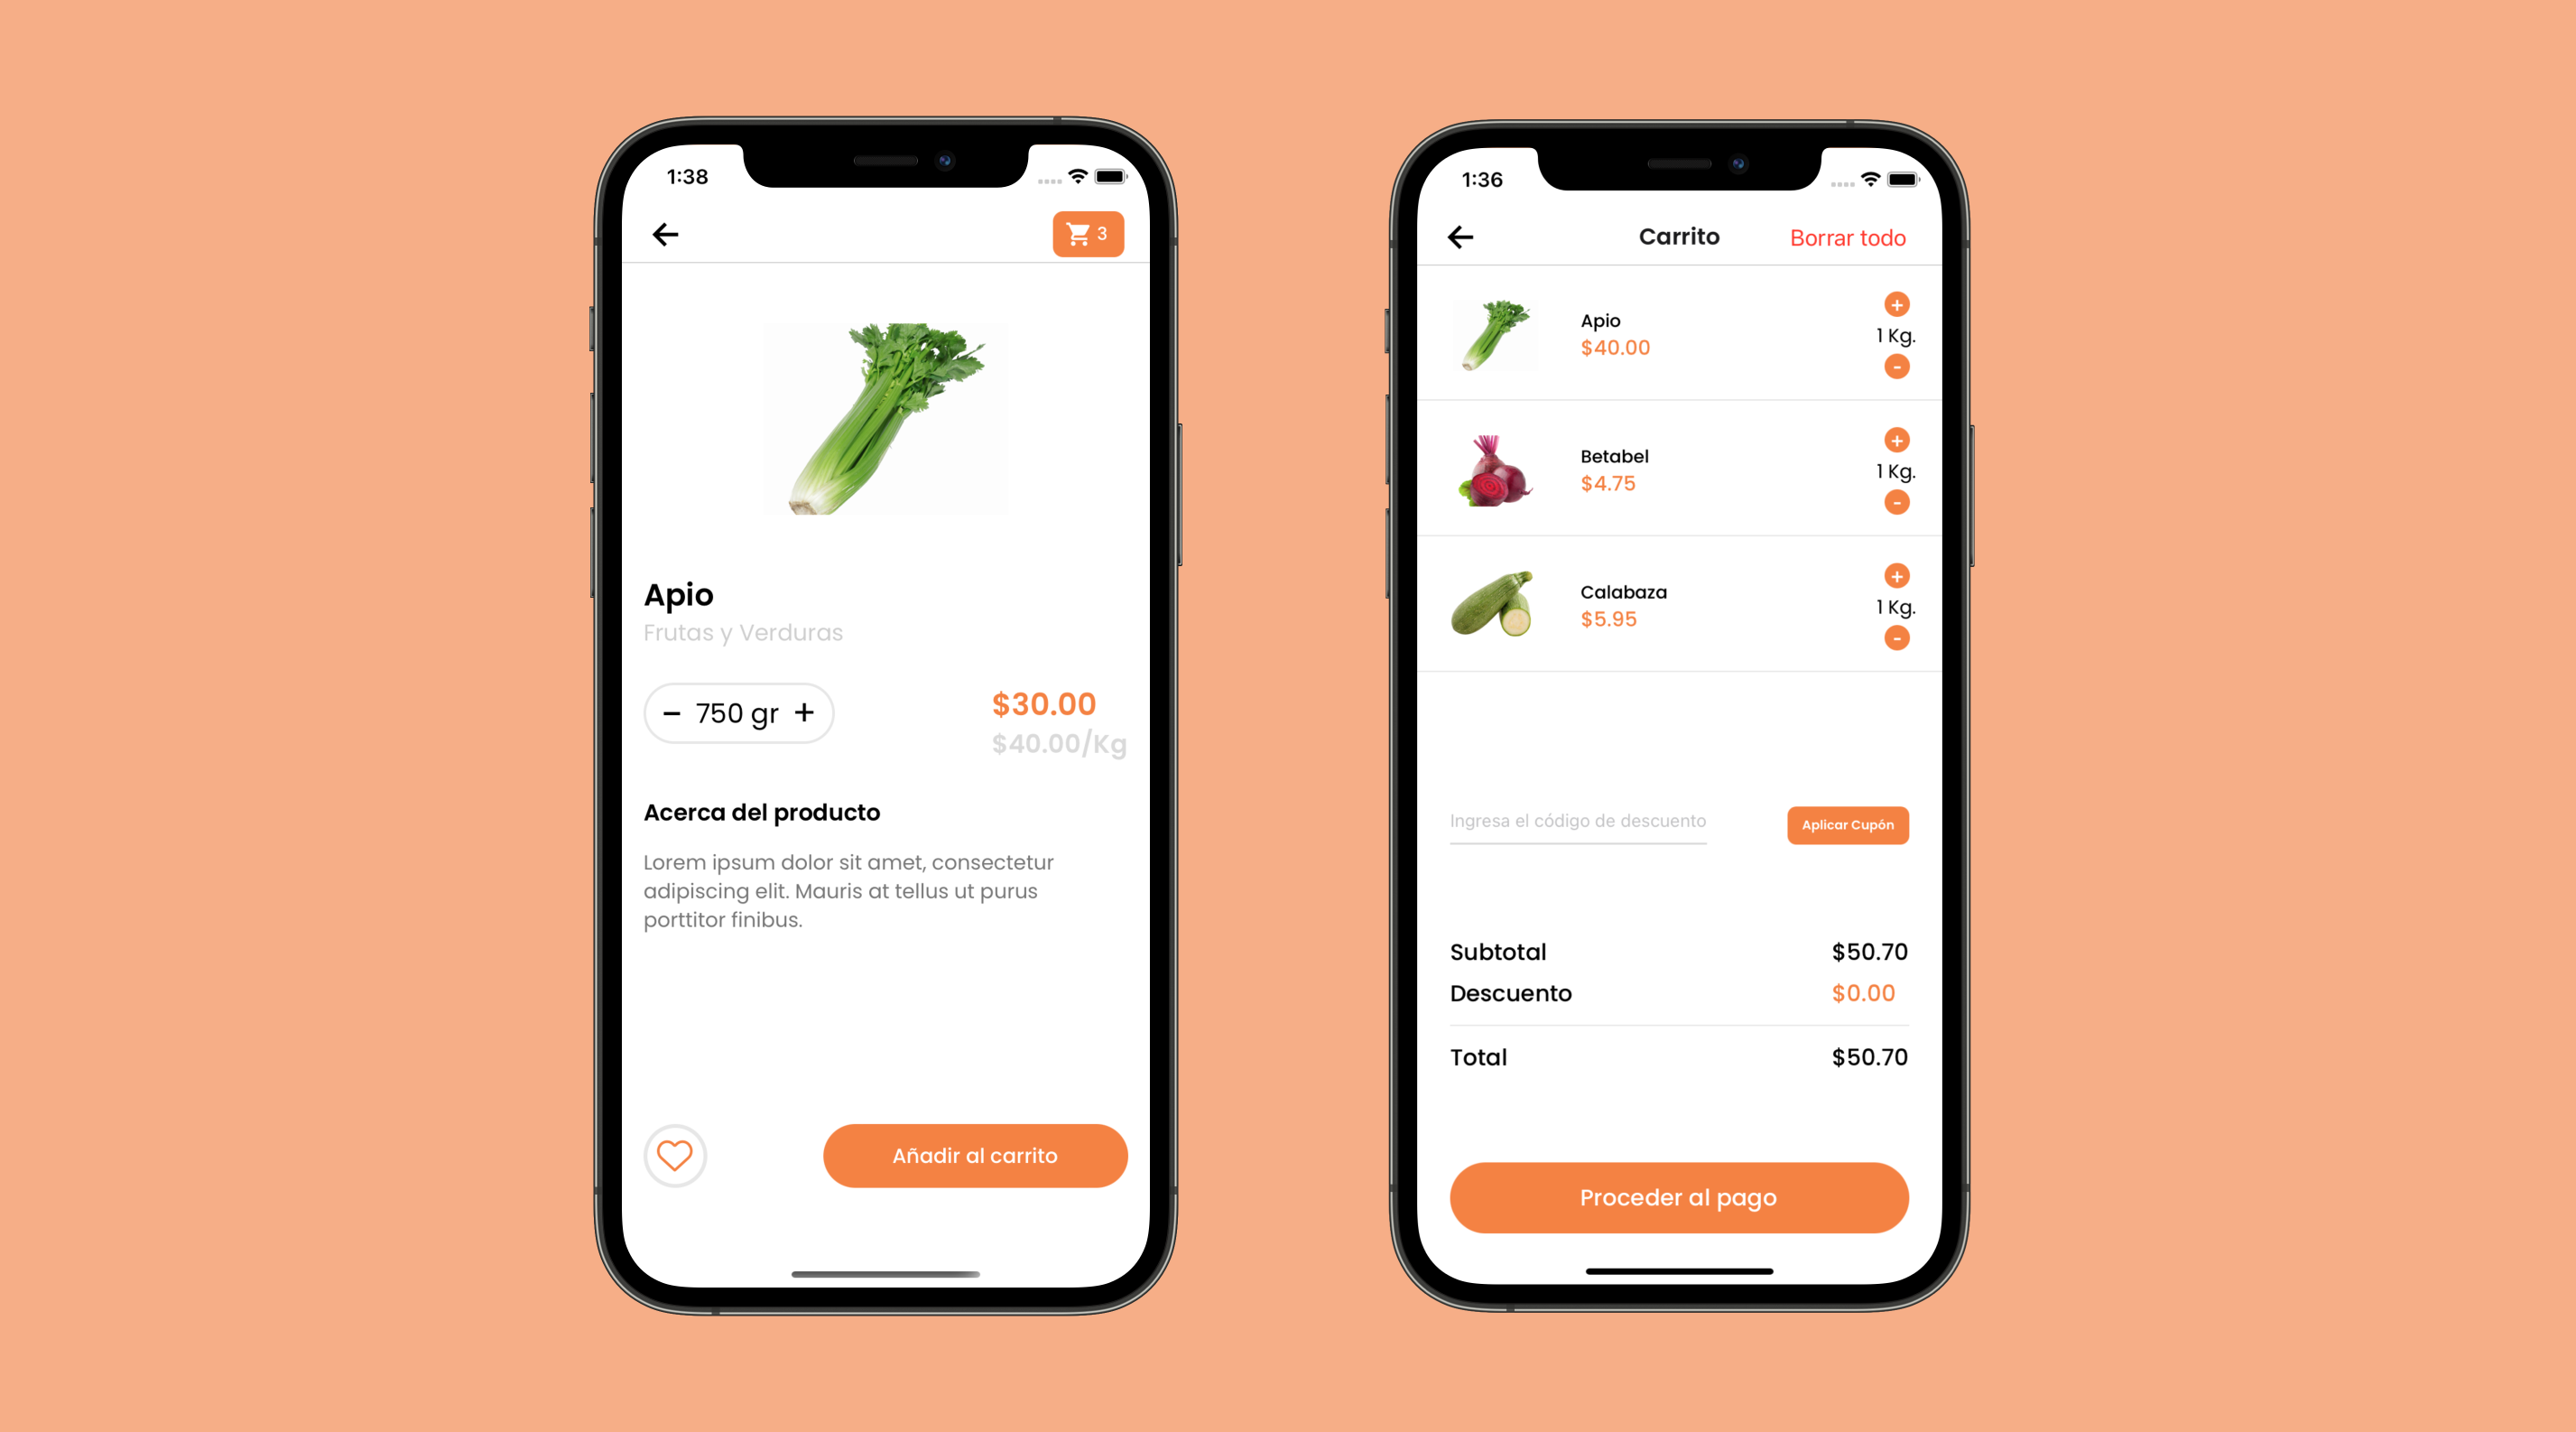 1:38
3
Apio
Frutas y Verduras
- 750 gr +
$30.00
$40.00/Kg
Acerca del producto
Lorem ipsum dolor sit amet, consectetur
adipiscing elit. Mauris at tellus ut purus
porttitor finibus.
Añadir al carrito
1:36
Carrito
Borrar todo
Apio
$40.00
+
1 Kg.
-
Betabel
$4.75
+
1 Kg.
-
Calabaza
$5.95
+
1 Kg.
-
Ingresa el código de descuento
Aplicar Cupón
Subtotal $50.70
Descuento $0.00
Total $50.70
Proceder al pago